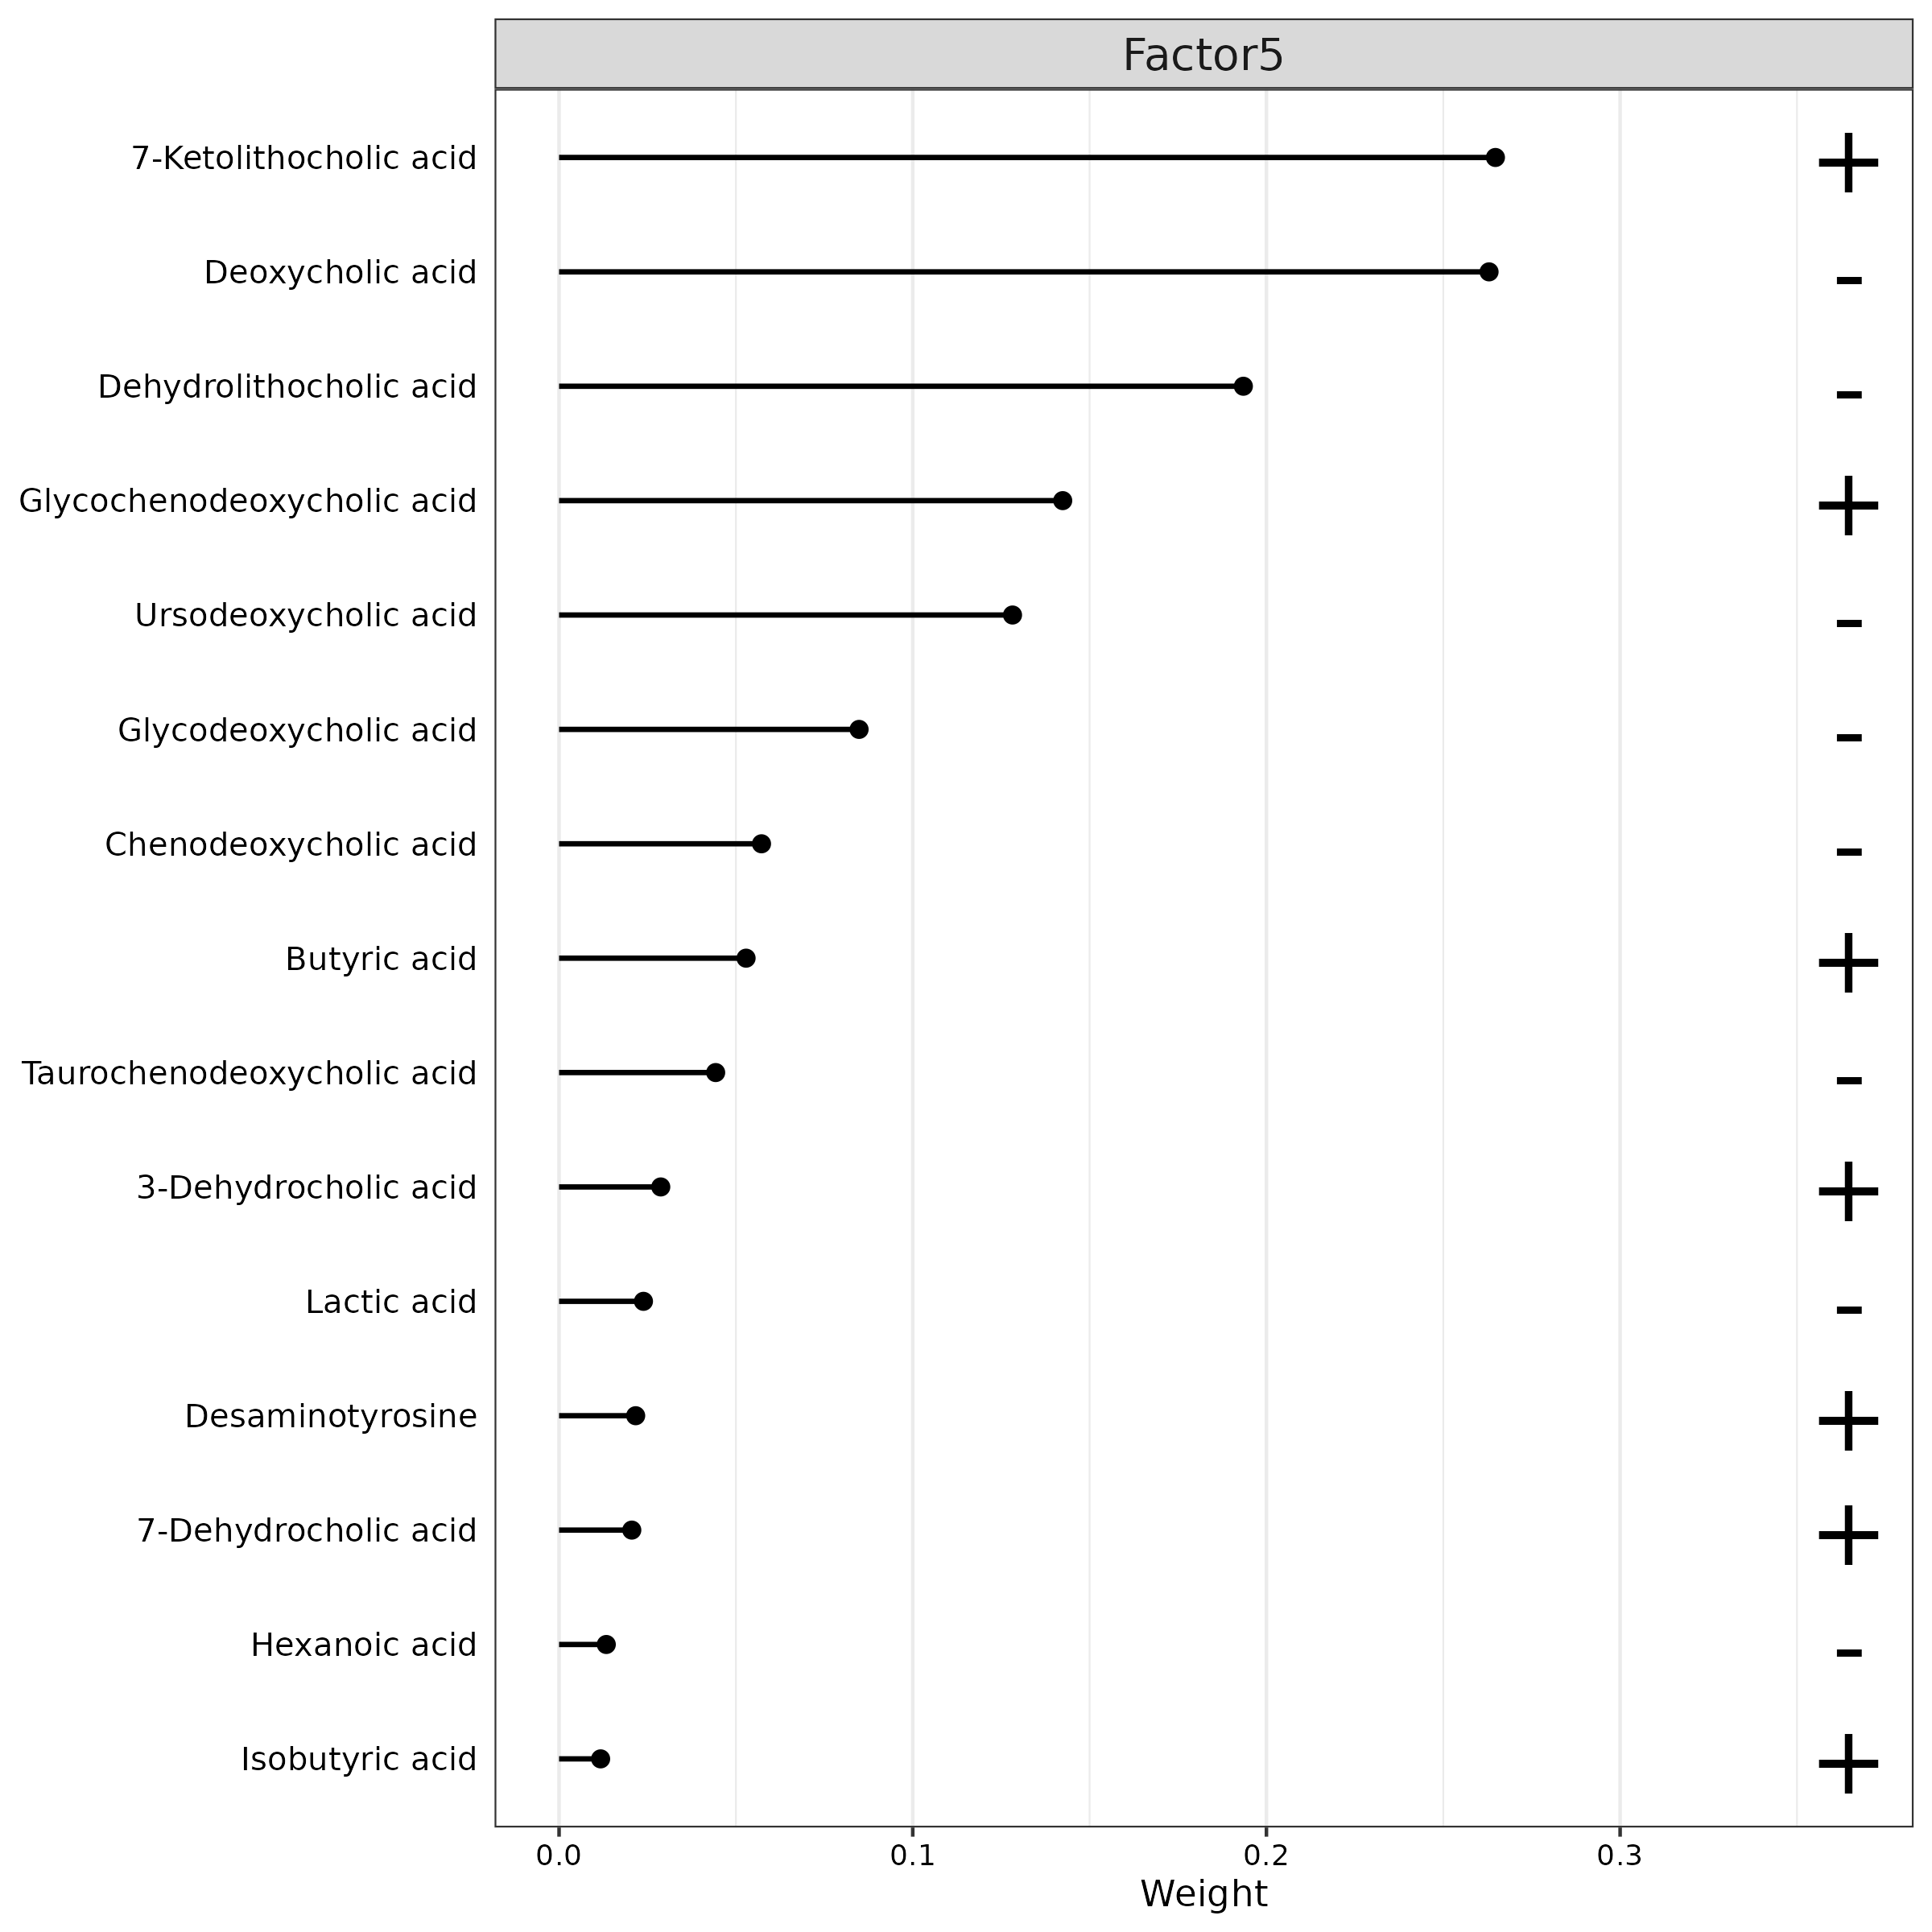 Factor5
7-Ketolithocholic acid +
Deoxycholic acid -
Dehydrolithocholic acid -
Glycochenodeoxycholic acid +
Ursodeoxycholic acid -
Glycodeoxycholic acid -
Chenodeoxycholic acid -
Butyric acid +
Taurochenodeoxycholic acid -
3-Dehydrocholic acid +
Lactic acid -
Desaminotyrosine +
7-Dehydrocholic acid +
Hexanoic acid -
Isobutyric acid +
0.0 0.1 0.2 0.3
Weight